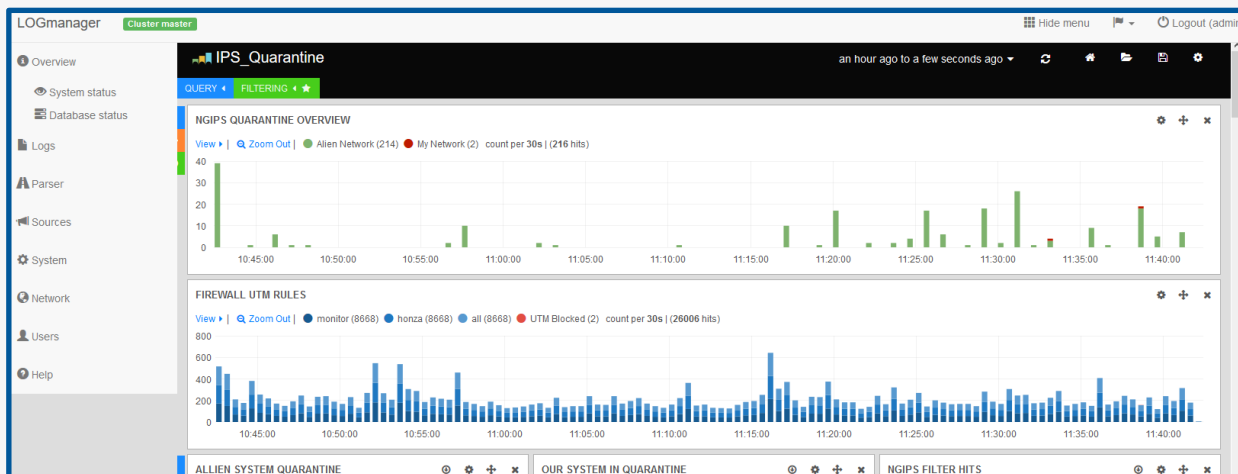 LOGmanager Cluster master Hide menu Logout (admin
Overview
System status
Database status
Logs
Parser
Sources
System
Network
Users
Help
IPS_Quarantine an hour ago to a few seconds ago
QUERY FILTERING
NGIPS QUARANTINE OVERVIEW
View | Zoom Out | Alien Network (214) My Network (2) count per 30s | (216 hits)
40
30
20
10
0
10:45:00 10:50:00 10:55:00 11:00:00 11:05:00 11:10:00 11:15:00 11:20:00 11:25:00 11:30:00 11:35:00 11:40:00
FIREWALL UTM RULES
View | Zoom Out | monitor (8668) honza (8668) all (8668) UTM Blocked (2) count per 30s | (26006 hits)
800
600
400
200
0
10:45:00 10:50:00 10:55:00 11:00:00 11:05:00 11:10:00 11:15:00 11:20:00 11:25:00 11:30:00 11:35:00 11:40:00
ALLIEN SYSTEM QUARANTINE OUR SYSTEM IN QUARANTINE NGIPS FILTER HITS